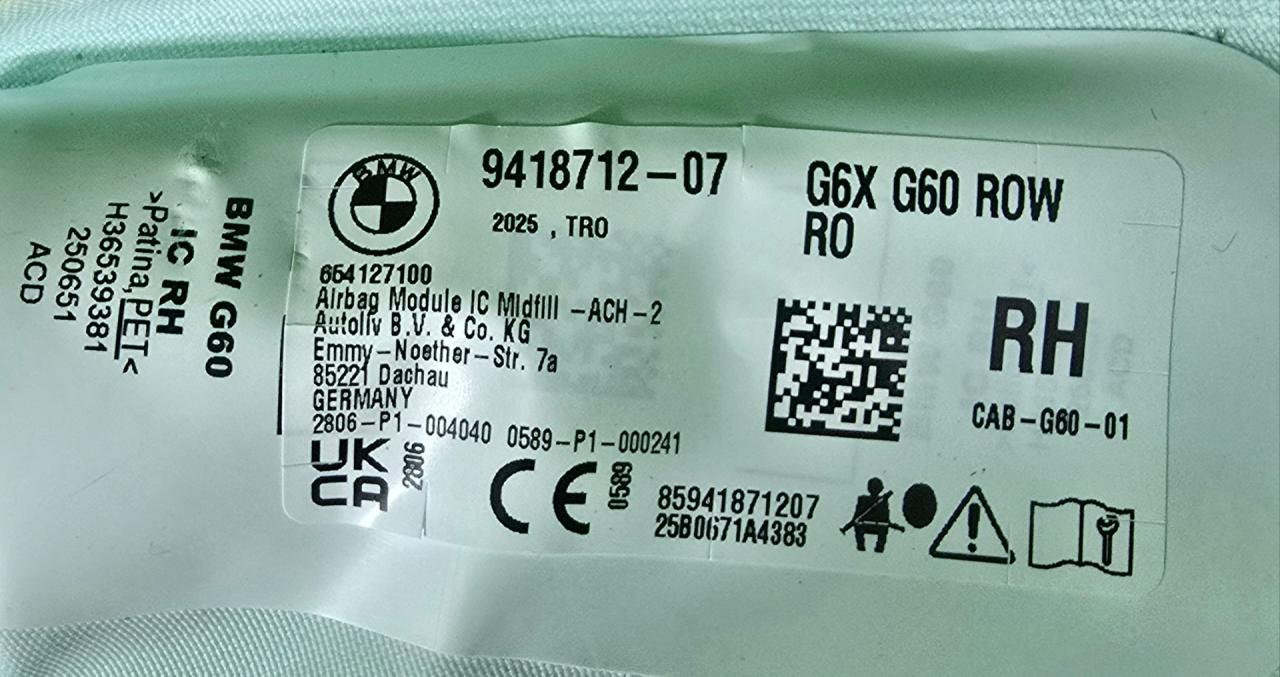 BMW G60
IC RH
>Patina,PET<
H36539381
250651
ACD
BMW
9418712-07
2025 , TRO
G6X G60 ROW
RO
654127100
Airbag Module IC Midfill -ACH-2
Autoliv B.V. & Co. KG
Emmy-Noether-Str. 7a
85221 Dachau
GERMANY
2806-P1-004040 0589-P1-000241
RH
CAB-G60-01
UK
CA
2806
CE
0589
85941871207
25B0671A4383